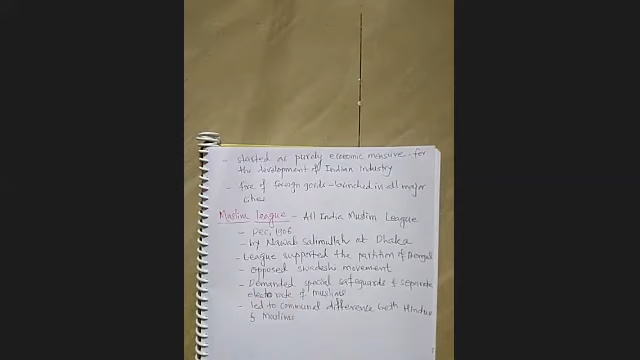 - started as purely economic measure for
the development of Indian industry
- fire of foreign goods - launched in all major
cities
Muslim league - All India Muslim League
- Dec, 1906
- by Nawab Salimullah at Dhaka
- League supported the partition of Bengal
- opposed swadeshi movement
- Demanded special safeguards & separate
electorate of muslims
- led to communal difference b/w Hindus
& Muslims